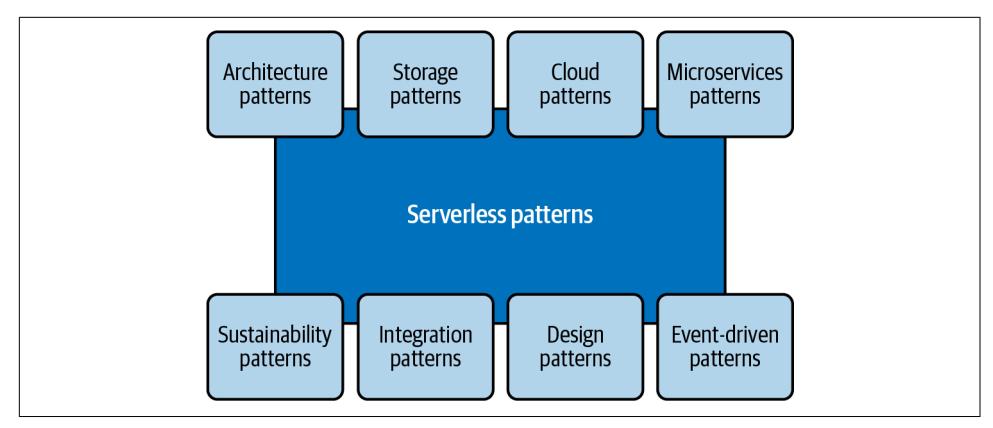 Architecture
patterns
Storage
patterns
Cloud
patterns
Microservices
patterns
Serverless patterns
Sustainability
patterns
Integration
patterns
Design
patterns
Event-driven
patterns